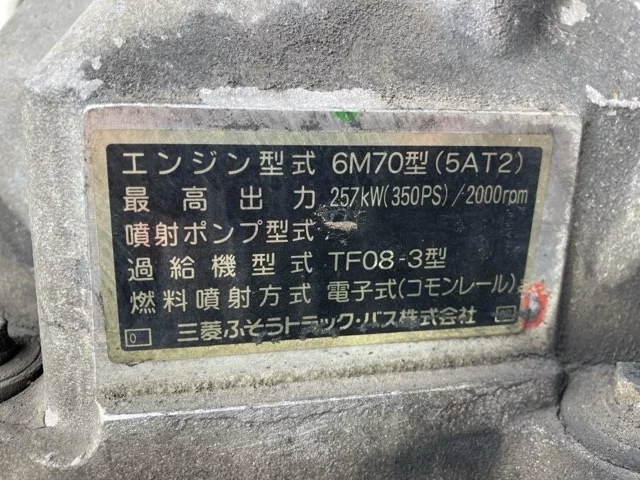 エンジン型式 6M70型(5AT2)
最高出力 257kW(350PS)/2000rpm
噴射ポンプ型式
過給機型式 TF08-3型
燃料噴射方式 電子式(コモンレール)
0 三菱ふそうトラック・バス株式会社